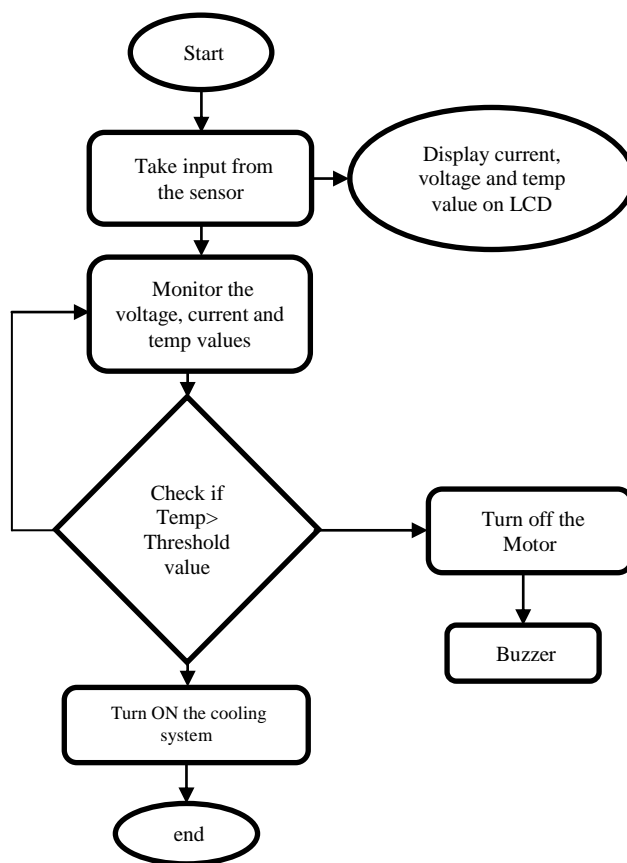 Start
Take input from
the sensor
Display current,
voltage and temp
value on LCD
Monitor the
voltage, current and
temp values
Check if
Temp>
Threshold
value
Turn off the
Motor
Buzzer
Turn ON the cooling
system
end